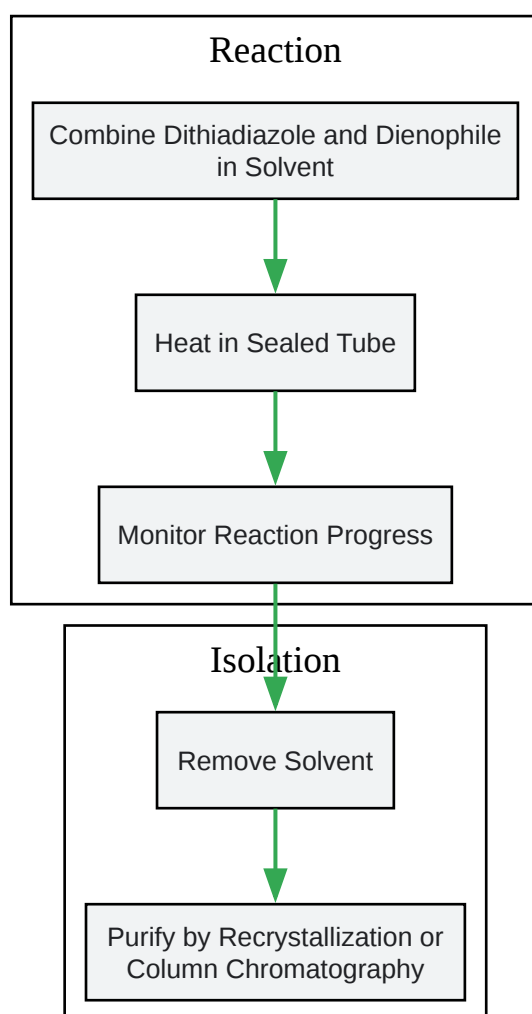 Reaction
Combine Dithiadiazole and Dienophile
in Solvent
Heat in Sealed Tube
Monitor Reaction Progress
Isolation
Remove Solvent
Purify by Recrystallization or
Column Chromatography